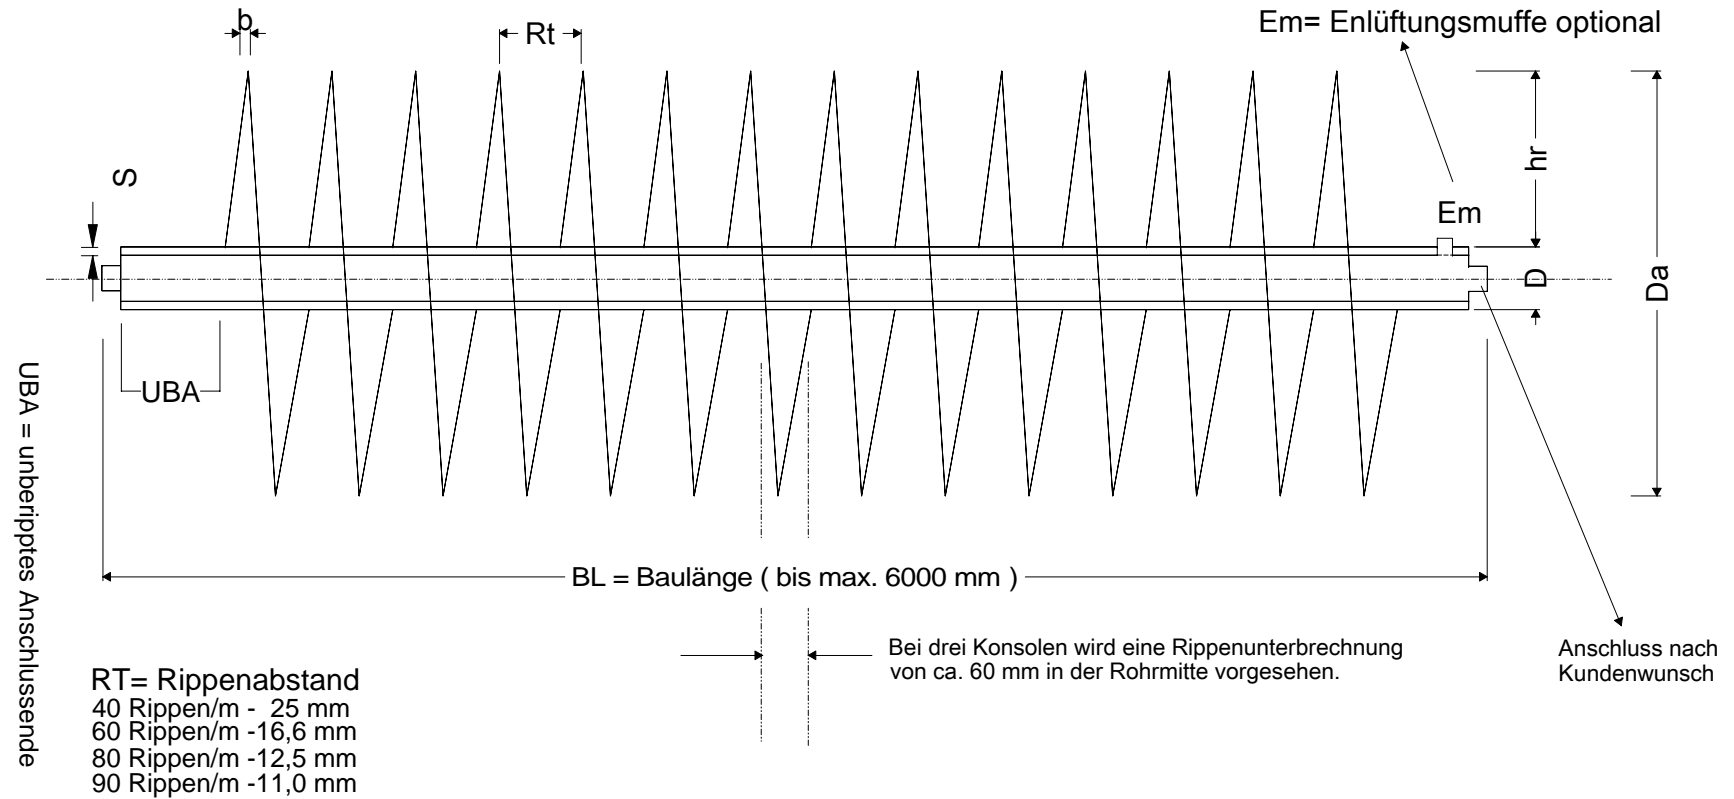 b
Rt
Em= Enlüftungsmuffe optional
S
hr
Em
D
Da
UBA
UBA = unberipptes Anschlussende
BL = Baulänge ( bis max. 6000 mm )
Bei drei Konsolen wird eine Rippenunterbrechnung
von ca. 60 mm in der Rohrmitte vorgesehen.
Anschluss nach
Kundenwunsch
RT= Rippenabstand
40 Rippen/m - 25 mm
60 Rippen/m -16,6 mm
80 Rippen/m -12,5 mm
90 Rippen/m -11,0 mm